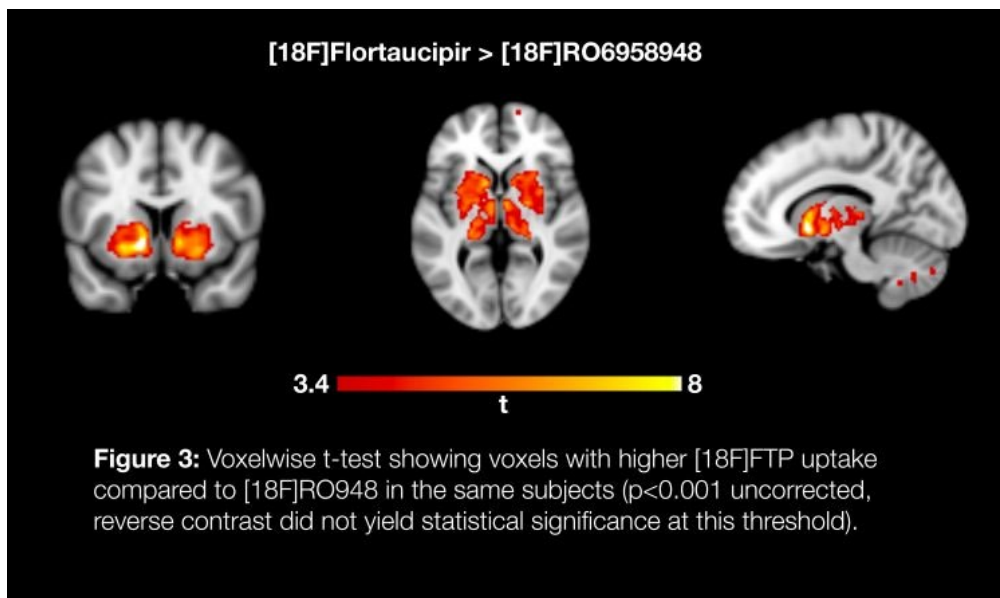 [18F]Flortaucipir > [18F]RO6958948
3.4
8
t
Figure 3: Voxelwise t-test showing voxels with higher [18F]FTP uptake
compared to [18F]RO948 in the same subjects (p<0.001 uncorrected,
reverse contrast did not yield statistical significance at this threshold).